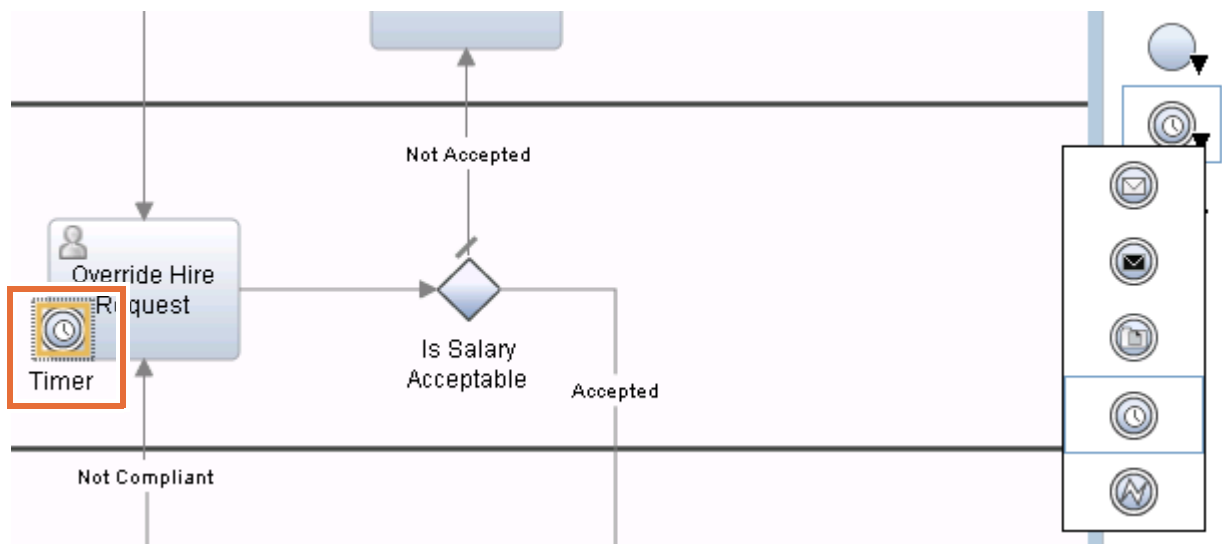 Not Accepted
Override Hire
Request
Timer
Is Salary
Acceptable
Accepted
Not Compliant